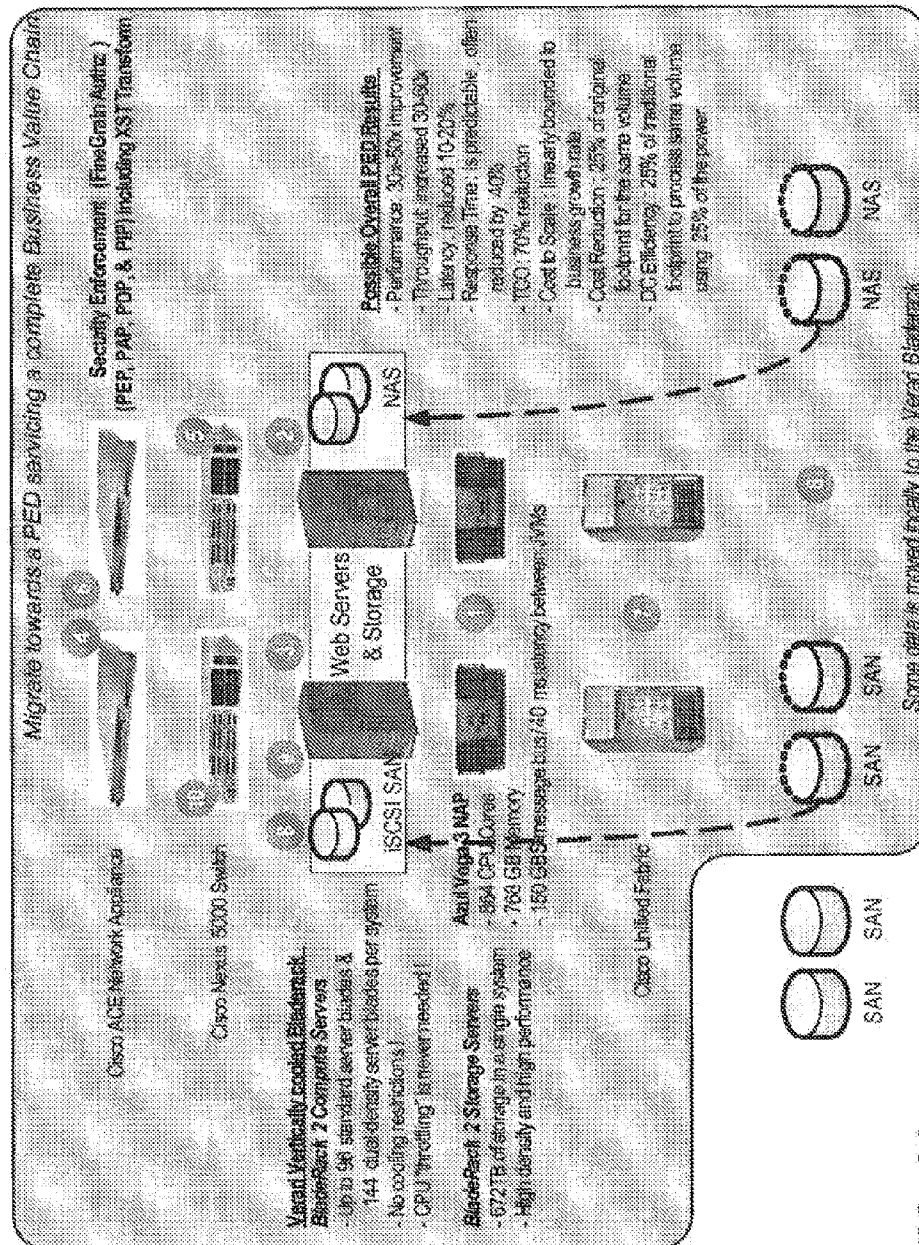 Migrate towards a PED servicing a complete Business Value Chain
Cisco ACE Network Appliance
Security Enforcement (FineGrain Authz)
(PEP, PAP, PDP, & PIP) including XST Transform
4
Cisco Nexus 5000 Switch
5
Verari Vertically cooled Bladerack
BladeRack 2 Compute Servers
- Up to 96 standard server blades &
144 dual density server blades per system
- No cooling restrictions!
- CPU "throttling" is never needed!
BladeRack 2 Storage Servers
- 672TB of storage in a single system
- High density and high performance
iSCSI SAN
Web Servers
& Storage
NAS
2
Azul Vega 3 NAP
- 864 CPU Cores
- 768 GB Memory
- 150 GBS message bus/40 ms latency between JVMs
Cisco Unified Fabric
Possible Overall PED Results
- Performance: 30x-50x improvement
- Throughput: increased 30-60x
- Latency: reduced 10-20%
- Response Time: is predictable, often
reduced by 40%
- TCO: 70% reduction
- Cost to Scale: linearly bounded to
business growth rate
- Cost Reduction: 25% of original
footprint for the same volume
- DC Efficiency: 25% of traditional
footprint to process same volume
using 25% of the power
SAN
SAN
SAN
SAN
NAS
NAS
Some data is moved locally to the Verari Bladerack